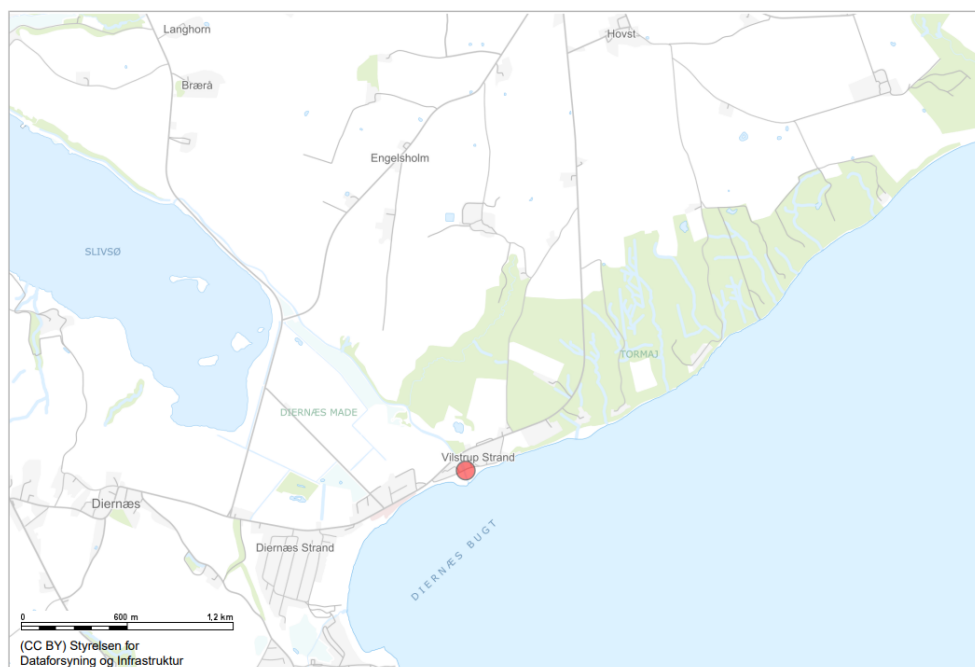 Langhorn
Hovst
Brærå
Engelsholm
SLIVSØ
TORMAJ
DIERNÆS MADE
Vilstrup Strand
Diernæs
Diernæs Strand
DIERNÆS BUGT
0 600 m 1,2 km
(CC BY) Styrelsen for
Dataforsyning og Infrastruktur